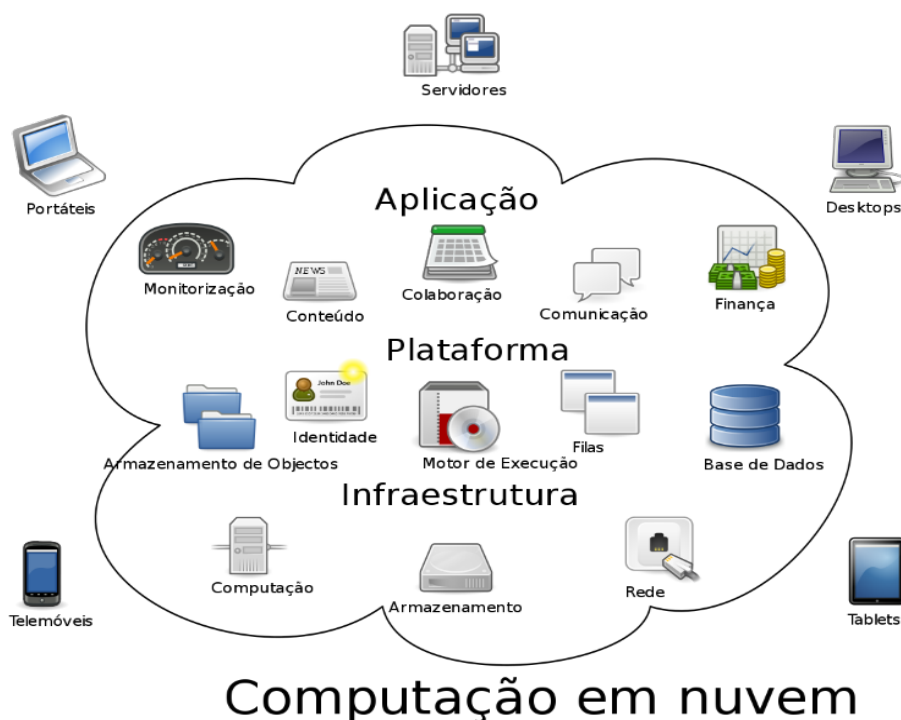 Servidores
Portáteis
Desktops
Aplicação
Monitorização
NEWS
Conteúdo
Colaboração
Comunicação
Finança
Plataforma
John Doe
Armazenamento de Objectos
Identidade
Motor de Execução
Filas
Base de Dados
Infraestrutura
Computação
Armazenamento
Rede
Telemóveis
Tablets
Computação em nuvem